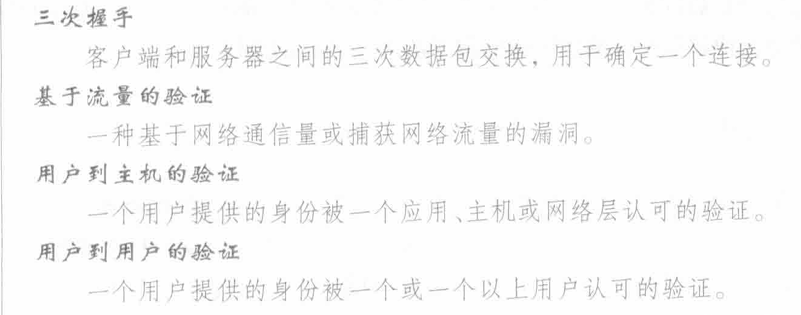 三次握手
客户端和服务器之间的三次数据包交换，用于确定一个连接。
基于流量的验证
一种基于网络通信量或捕获网络流量的漏洞。
用户到主机的验证
一个用户提供的身份被一个应用、主机或网络层认可的验证。
用户到用户的验证
一个用户提供的身份被一个或一个以上用户认可的验证。